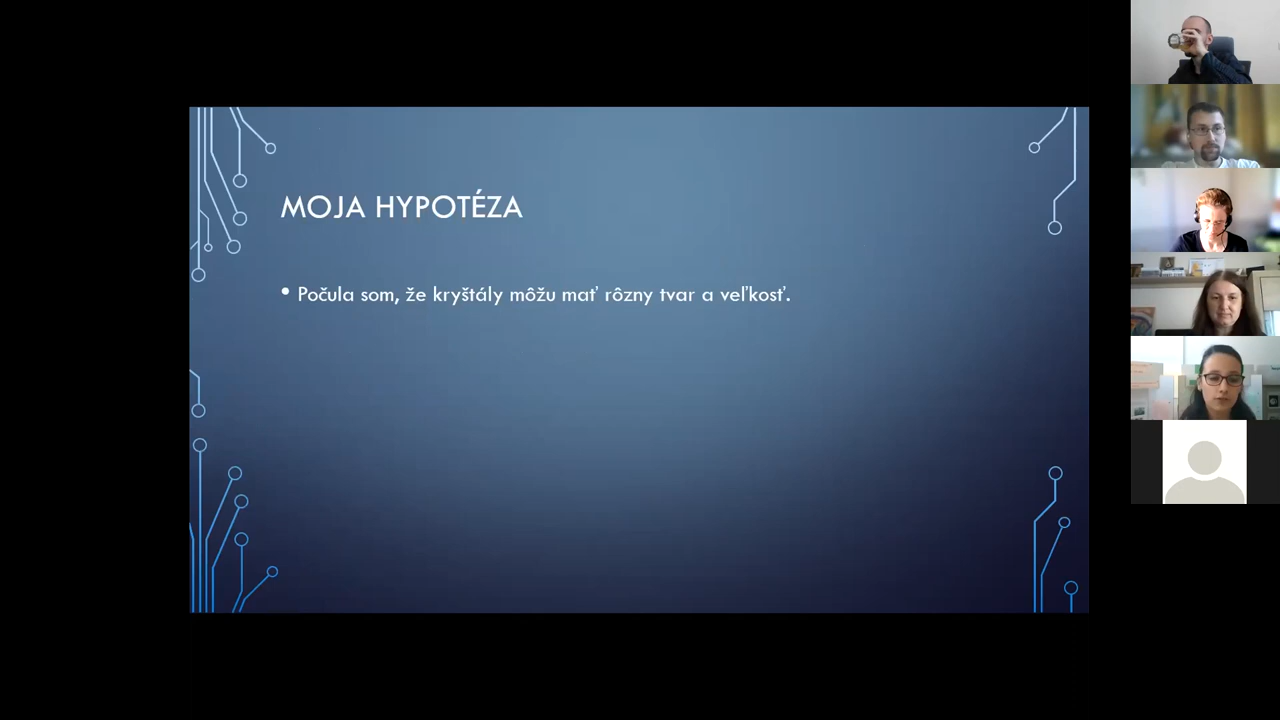 MOJA HYPOTÉZA
• Počula som, že kryštály môžu mať rôzny tvar a veľkosť.